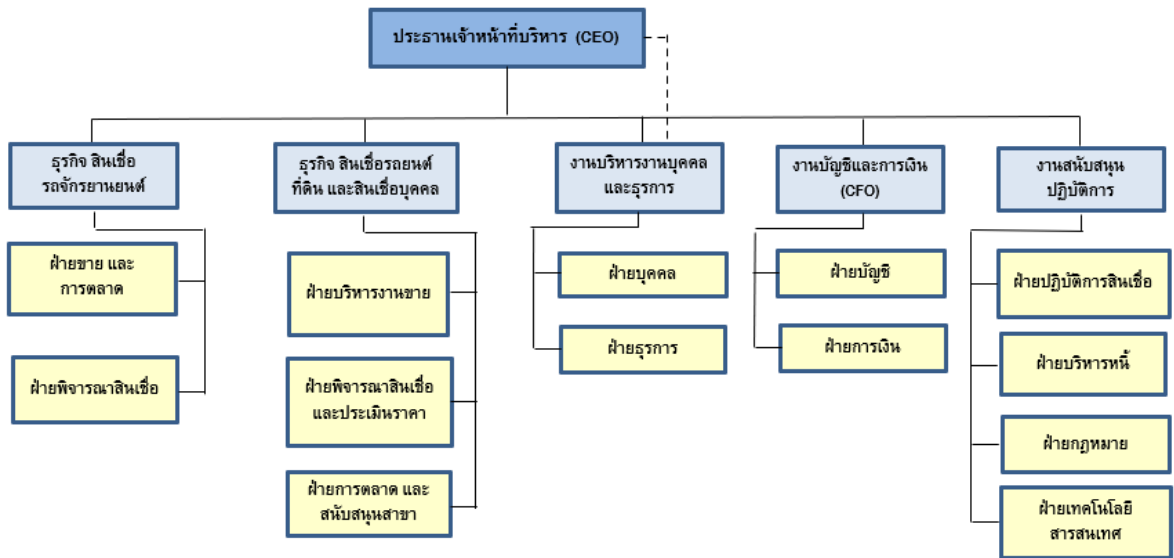 ประธานเจ้าหน้าที่บริหาร (CEO)
ธุรกิจ สินเชื่อ
รถจักรยานยนต์
ธุรกิจ สินเชื่อรถยนต์
ที่ดิน และสินเชื่อบุคคล
งานบริหารงานบุคคล
และธุรการ
งานบัญชีและการเงิน
(CFO)
งานสนับสนุน
ปฏิบัติการ
ฝ่ายขาย และ
การตลาด
ฝ่ายพิจารณาสินเชื่อ
ฝ่ายบริหารงานขาย
ฝ่ายพิจารณาสินเชื่อ
และประเมินราคา
ฝ่ายการตลาด และ
สนับสนุนสาขา
ฝ่ายบุคคล
ฝ่ายธุรการ
ฝ่ายบัญชี
ฝ่ายการเงิน
ฝ่ายปฏิบัติการสินเชื่อ
ฝ่ายบริหารหนี้
ฝ่ายกฎหมาย
ฝ่ายเทคโนโลยี
สารสนเทศ